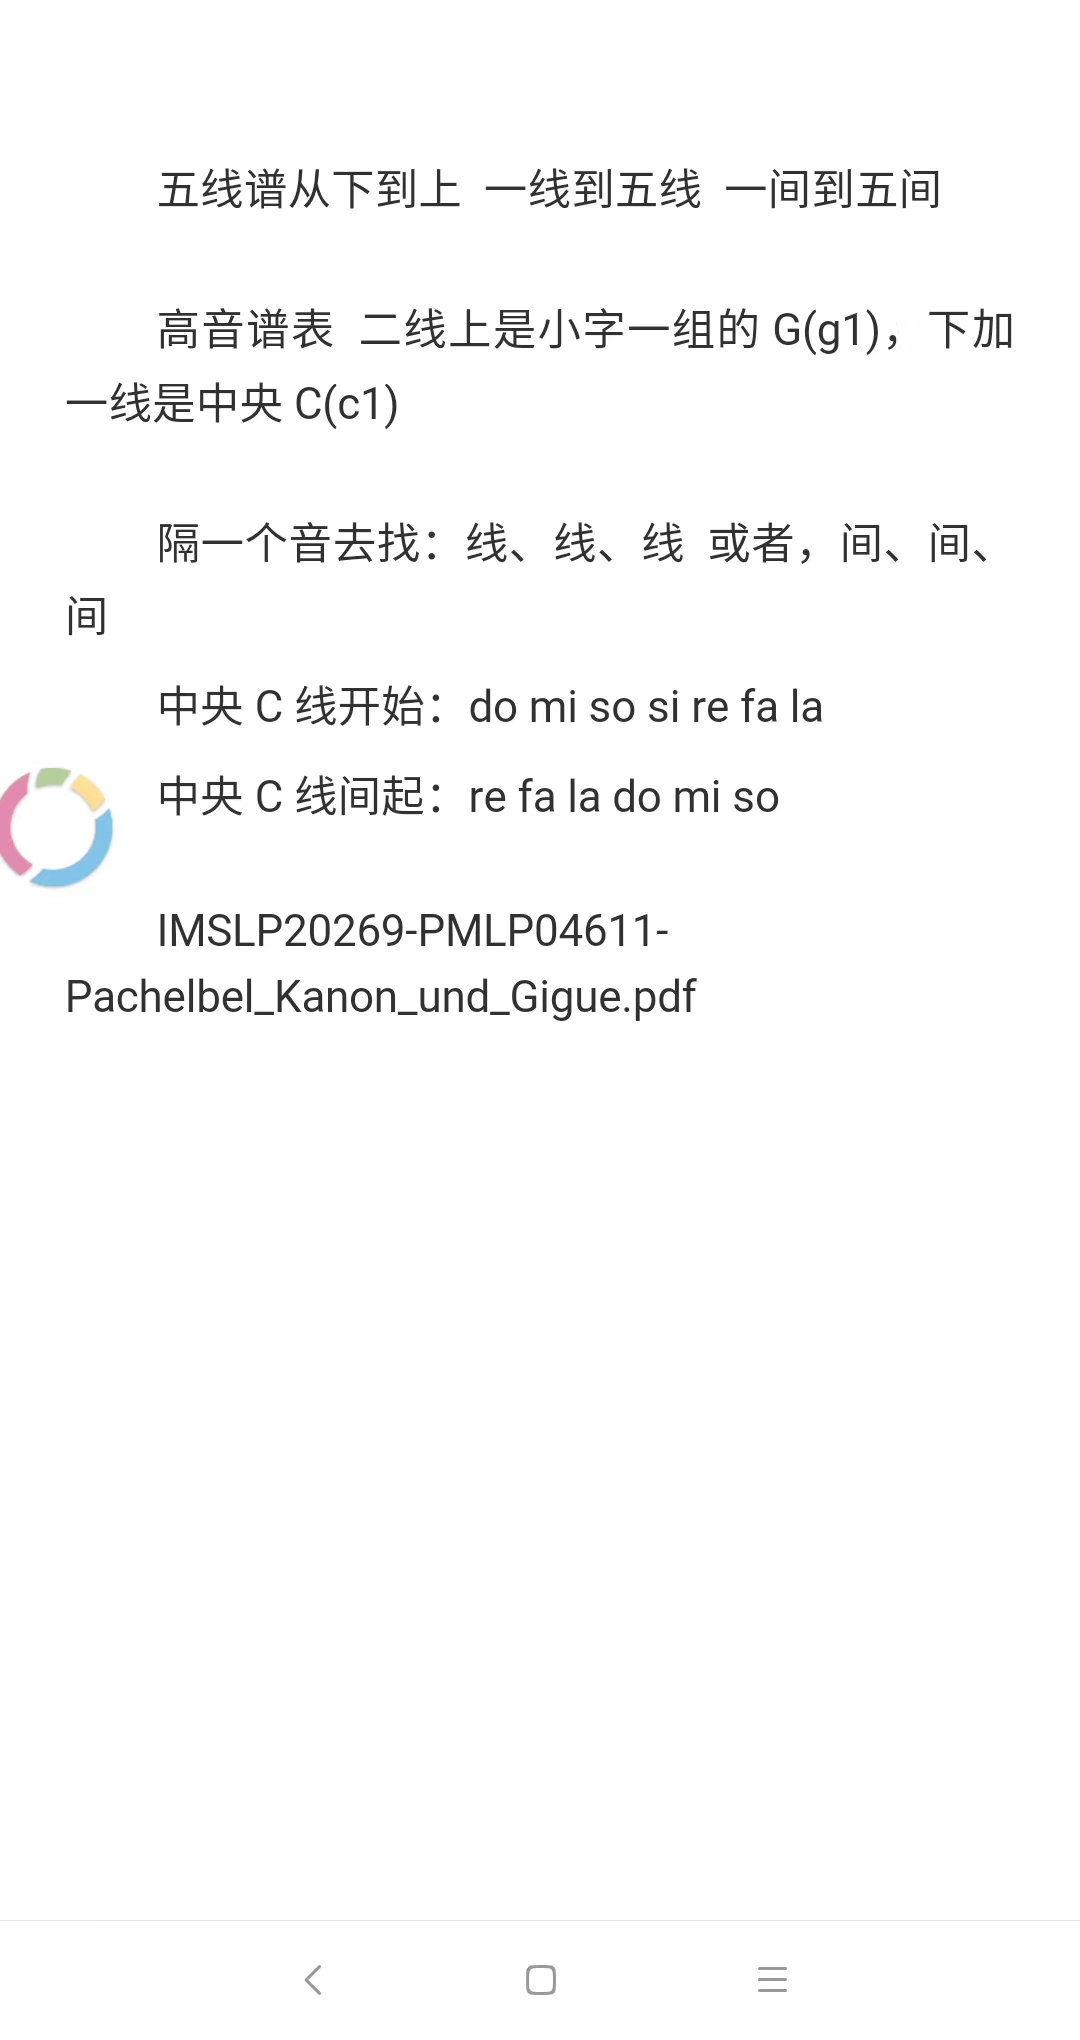 五线谱从下到上 一线到五线 一间到五间
高音谱表 二线上是小字一组的 G(g1)，下加
一线是中央 C(c1)
隔一个音去找：线、线、线 或者，间、间、
间
中央 C 线开始：do mi so si re fa la
中央 C 线间起：re fa la do mi so
IMSLP20269-PMLP04611-
Pachelbel_Kanon_und_Gigue.pdf